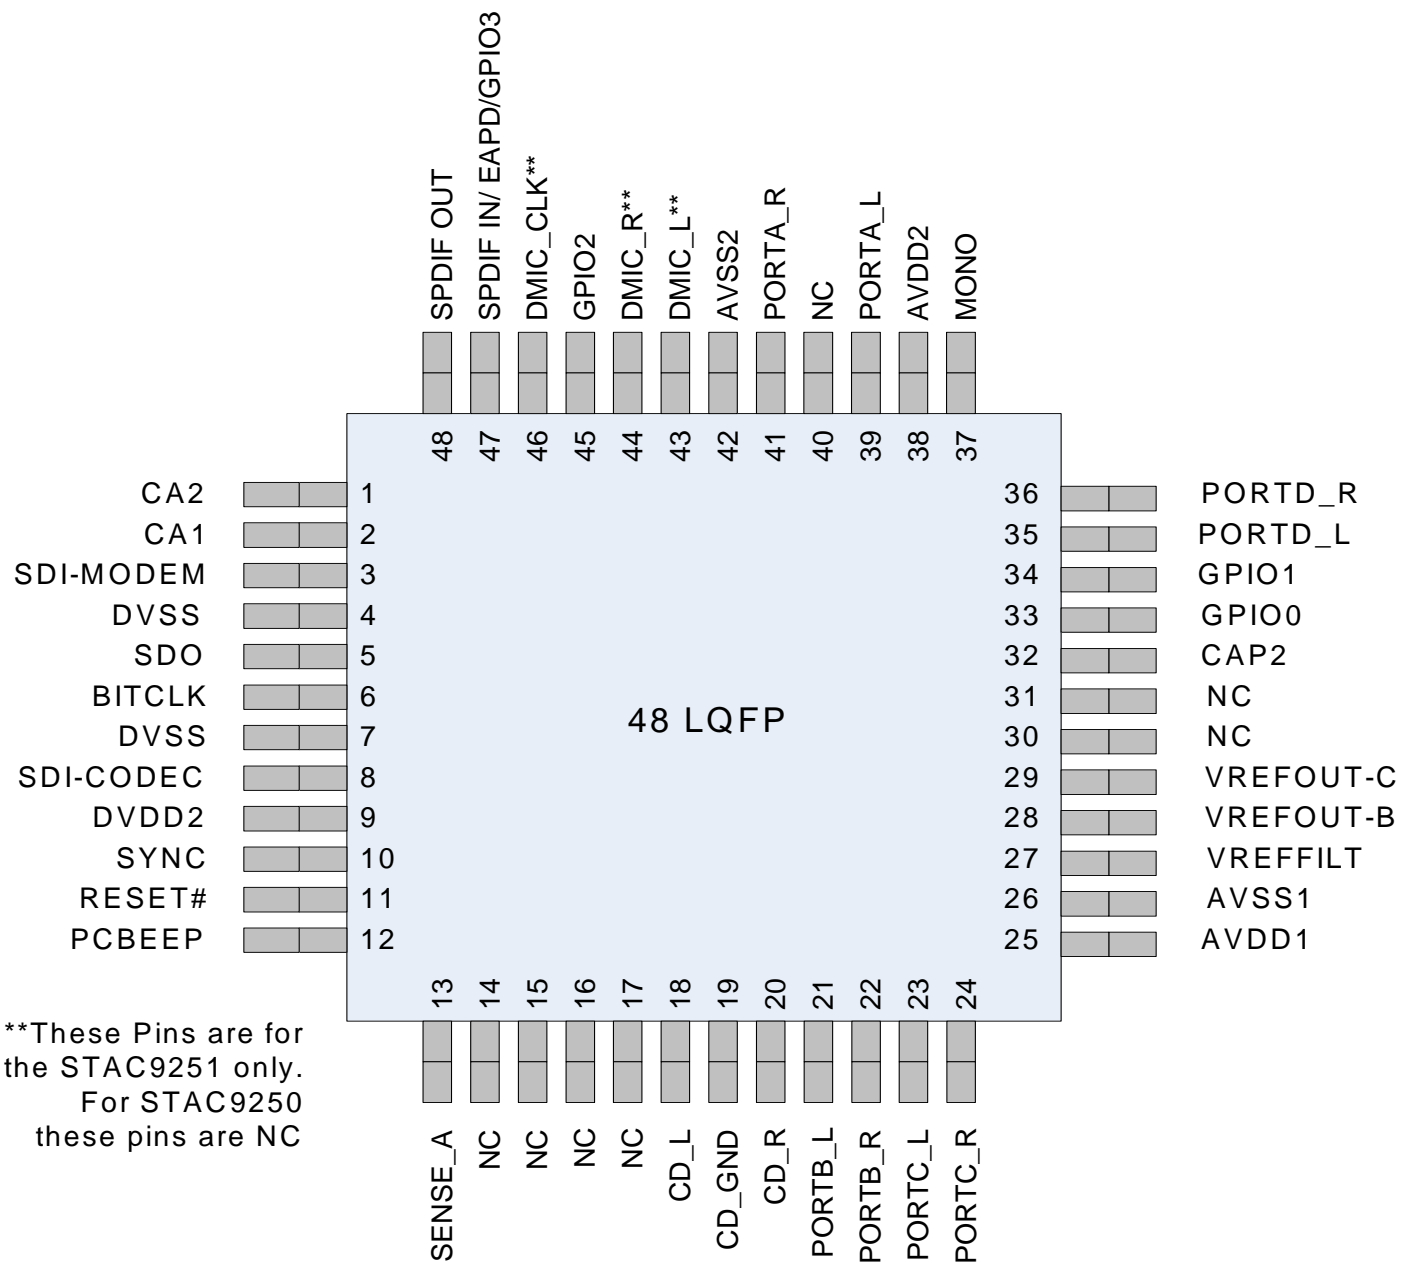 SPDIF OUT
SPDIF IN/ EAPD/GPIO3
DMIC_CLK**
GPIO2
DMIC_R**
DMIC_L**
AVSS2
PORTA_R
NC
PORTA_L
AVDD2
MONO
48
47
46
45
44
43
42
41
40
39
38
37
CA2 1
CA1 2
SDI-MODEM 3
DVSS 4
SDO 5
BITCLK 6
DVSS 7
SDI-CODEC 8
DVDD2 9
SYNC 10
RESET# 11
PCBEEP 12
48 LQFP
36 PORTD_R
35 PORTD_L
34 GPIO1
33 GPIO0
32 CAP2
31 NC
30 NC
29 VREFOUT-C
28 VREFOUT-B
27 VREFFILT
26 AVSS1
25 AVDD1
13
14
15
16
17
18
19
20
21
22
23
24
SENSE_A
NC
NC
NC
NC
CD_L
CD_GND
CD_R
PORTB_L
PORTB_R
PORTC_L
PORTC_R
**These Pins are for
the STAC9251 only.
For STAC9250
these pins are NC